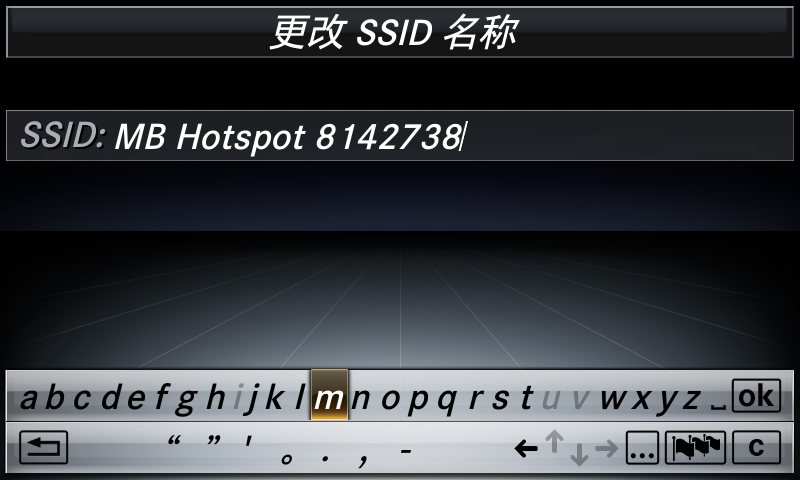 更改 SSID 名称
SSID: MB Hotspot 8142738
a b c d e f g h i j k l m n o p q r s t u v w x y z ␣ ok
“ ” ' 。 . , - ← ↑ ↓ → ... c